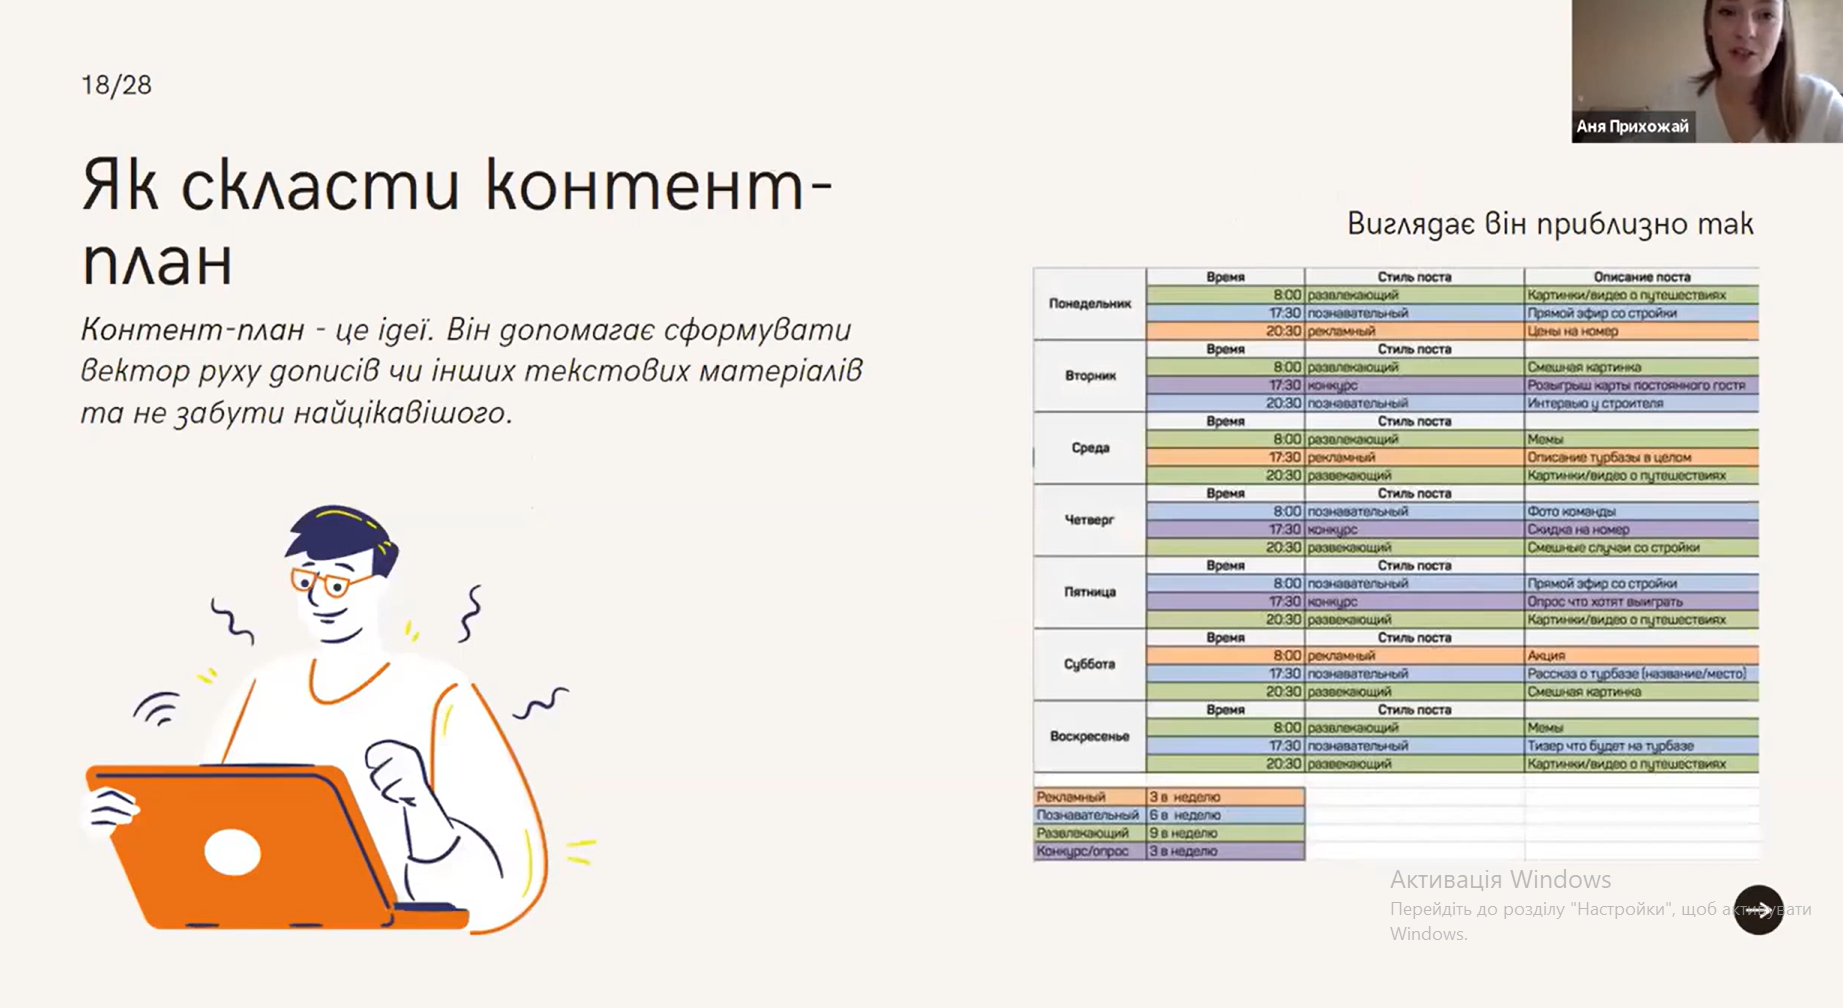 18/28
Аня Прихожай
Як скласти контент-
план
Контент-план - це ідеї. Він допомагає сформувати
вектор руху дописів чи інших текстових матеріалів
та не забути найцікавішого.
Виглядає він приблизно так
Понедельник
Время Стиль поста Описание поста
8:00 развлекающий Картинки/видео о путешествиях
17:30 познавательный Прямой эфир со стройки
20:30 рекламный Цены на номер
Вторник
Время Стиль поста
8:00 развлекающий Смешная картинка
17:30 конкурс Розыгрыш карты постоянного гостя
20:30 познавательный Интервью у строителя
Среда
Время Стиль поста
8:00 развлекающий Мемы
17:30 рекламный Описание турбазы в целом
20:30 развекающий Картинки/видео о путешествиях
Четверг
Время Стиль поста
8:00 познавательный Фото команды
17:30 конкурс Скидка на номер
20:30 развекающий Смешные случаи со стройки
Пятница
Время Стиль поста
8:00 познавательный Прямой эфир со стройки
17:30 конкурс Опрос что хотят выиграть
20:30 развекающий Картинки/видео о путешествиях
Суббота
Время Стиль поста
8:00 рекламный Акция
17:30 познавательный Рассказ о турбазе (название/место)
20:30 развекающий Смешная картинка
Воскресенье
Время Стиль поста
8:00 развлекающий Мемы
17:30 познавательный Тизер что будет на турбазе
20:30 развекающий Картинки/видео о путешествиях
Рекламный 3 в неделю
Познавательный 6 в неделю
Развлекающий 9 в неделю
Конкурс/опрос 3 в неделю
Активація Windows
Перейдіть до розділу "Настройки", щоб активувати
Windows.